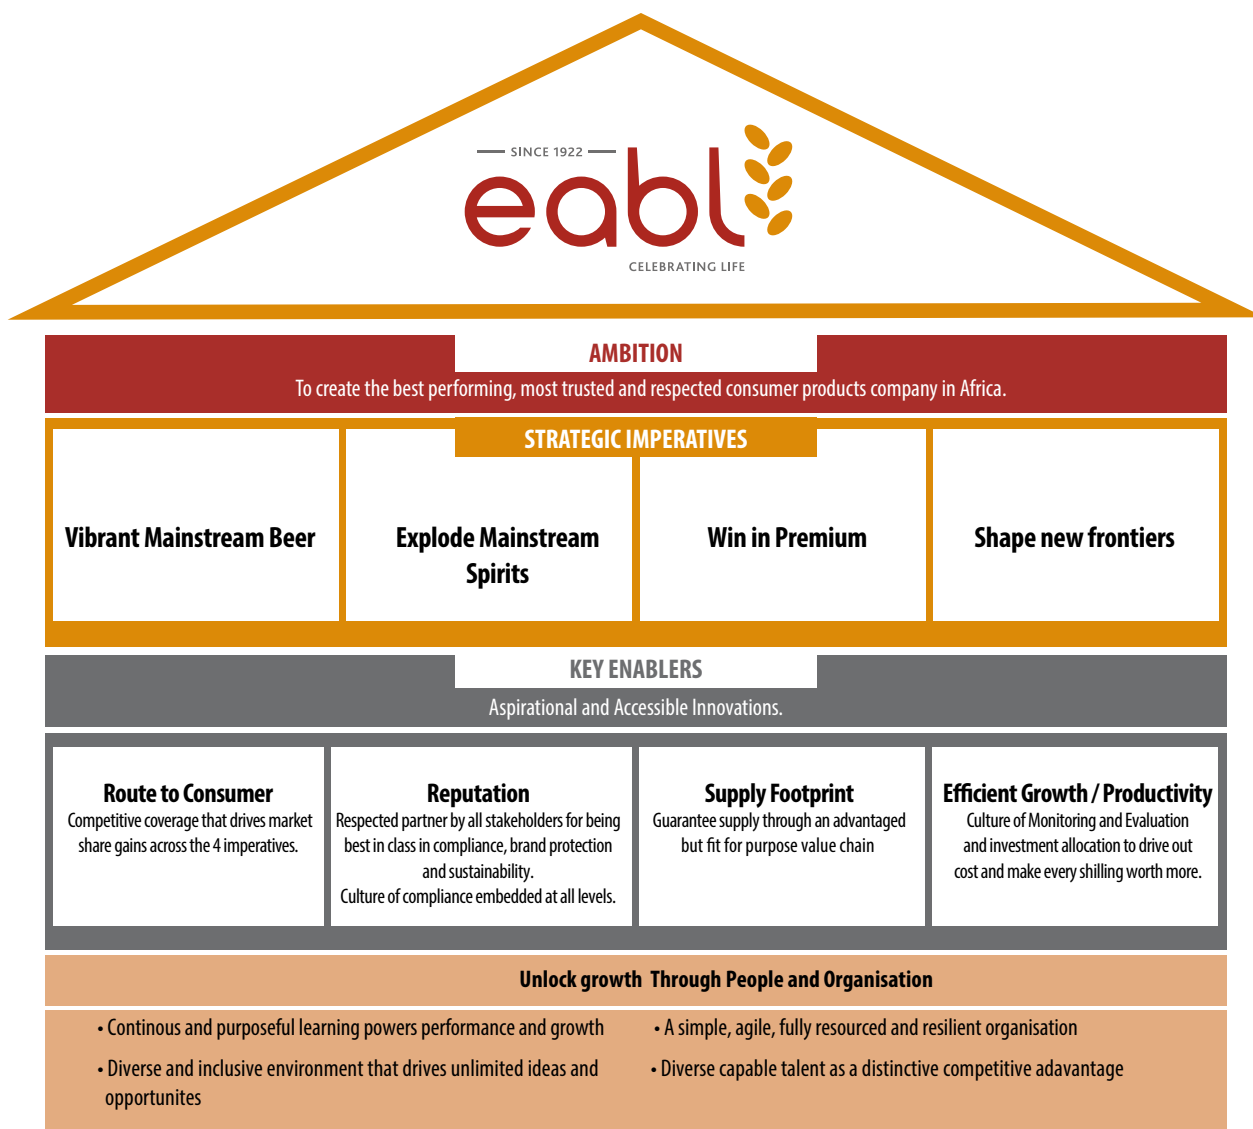 SINCE 1922
eabl
CELEBRATING LIFE
AMBITION
To create the best performing, most trusted and respected consumer products company in Africa.
STRATEGIC IMPERATIVES
Vibrant Mainstream Beer
Explode Mainstream
Spirits
Win in Premium
Shape new frontiers
KEY ENABLERS
Aspirational and Accessible Innovations.
Route to Consumer
Competitive coverage that drives market
share gains across the 4 imperatives.
Reputation
Respected partner by all stakeholders for being
best in class in compliance, brand protection
and sustainability.
Culture of compliance embedded at all levels.
Supply Footprint
Guarantee supply through an advantaged
but fit for purpose value chain
Efficient Growth / Productivity
Culture of Monitoring and Evaluation
and investment allocation to drive out
cost and make every shilling worth more.
Unlock growth Through People and Organisation
• Continous and purposeful learning powers performance and growth
• Diverse and inclusive environment that drives unlimited ideas and
opportunites
• A simple, agile, fully resourced and resilient organisation
• Diverse capable talent as a distinctive competitive adavantage